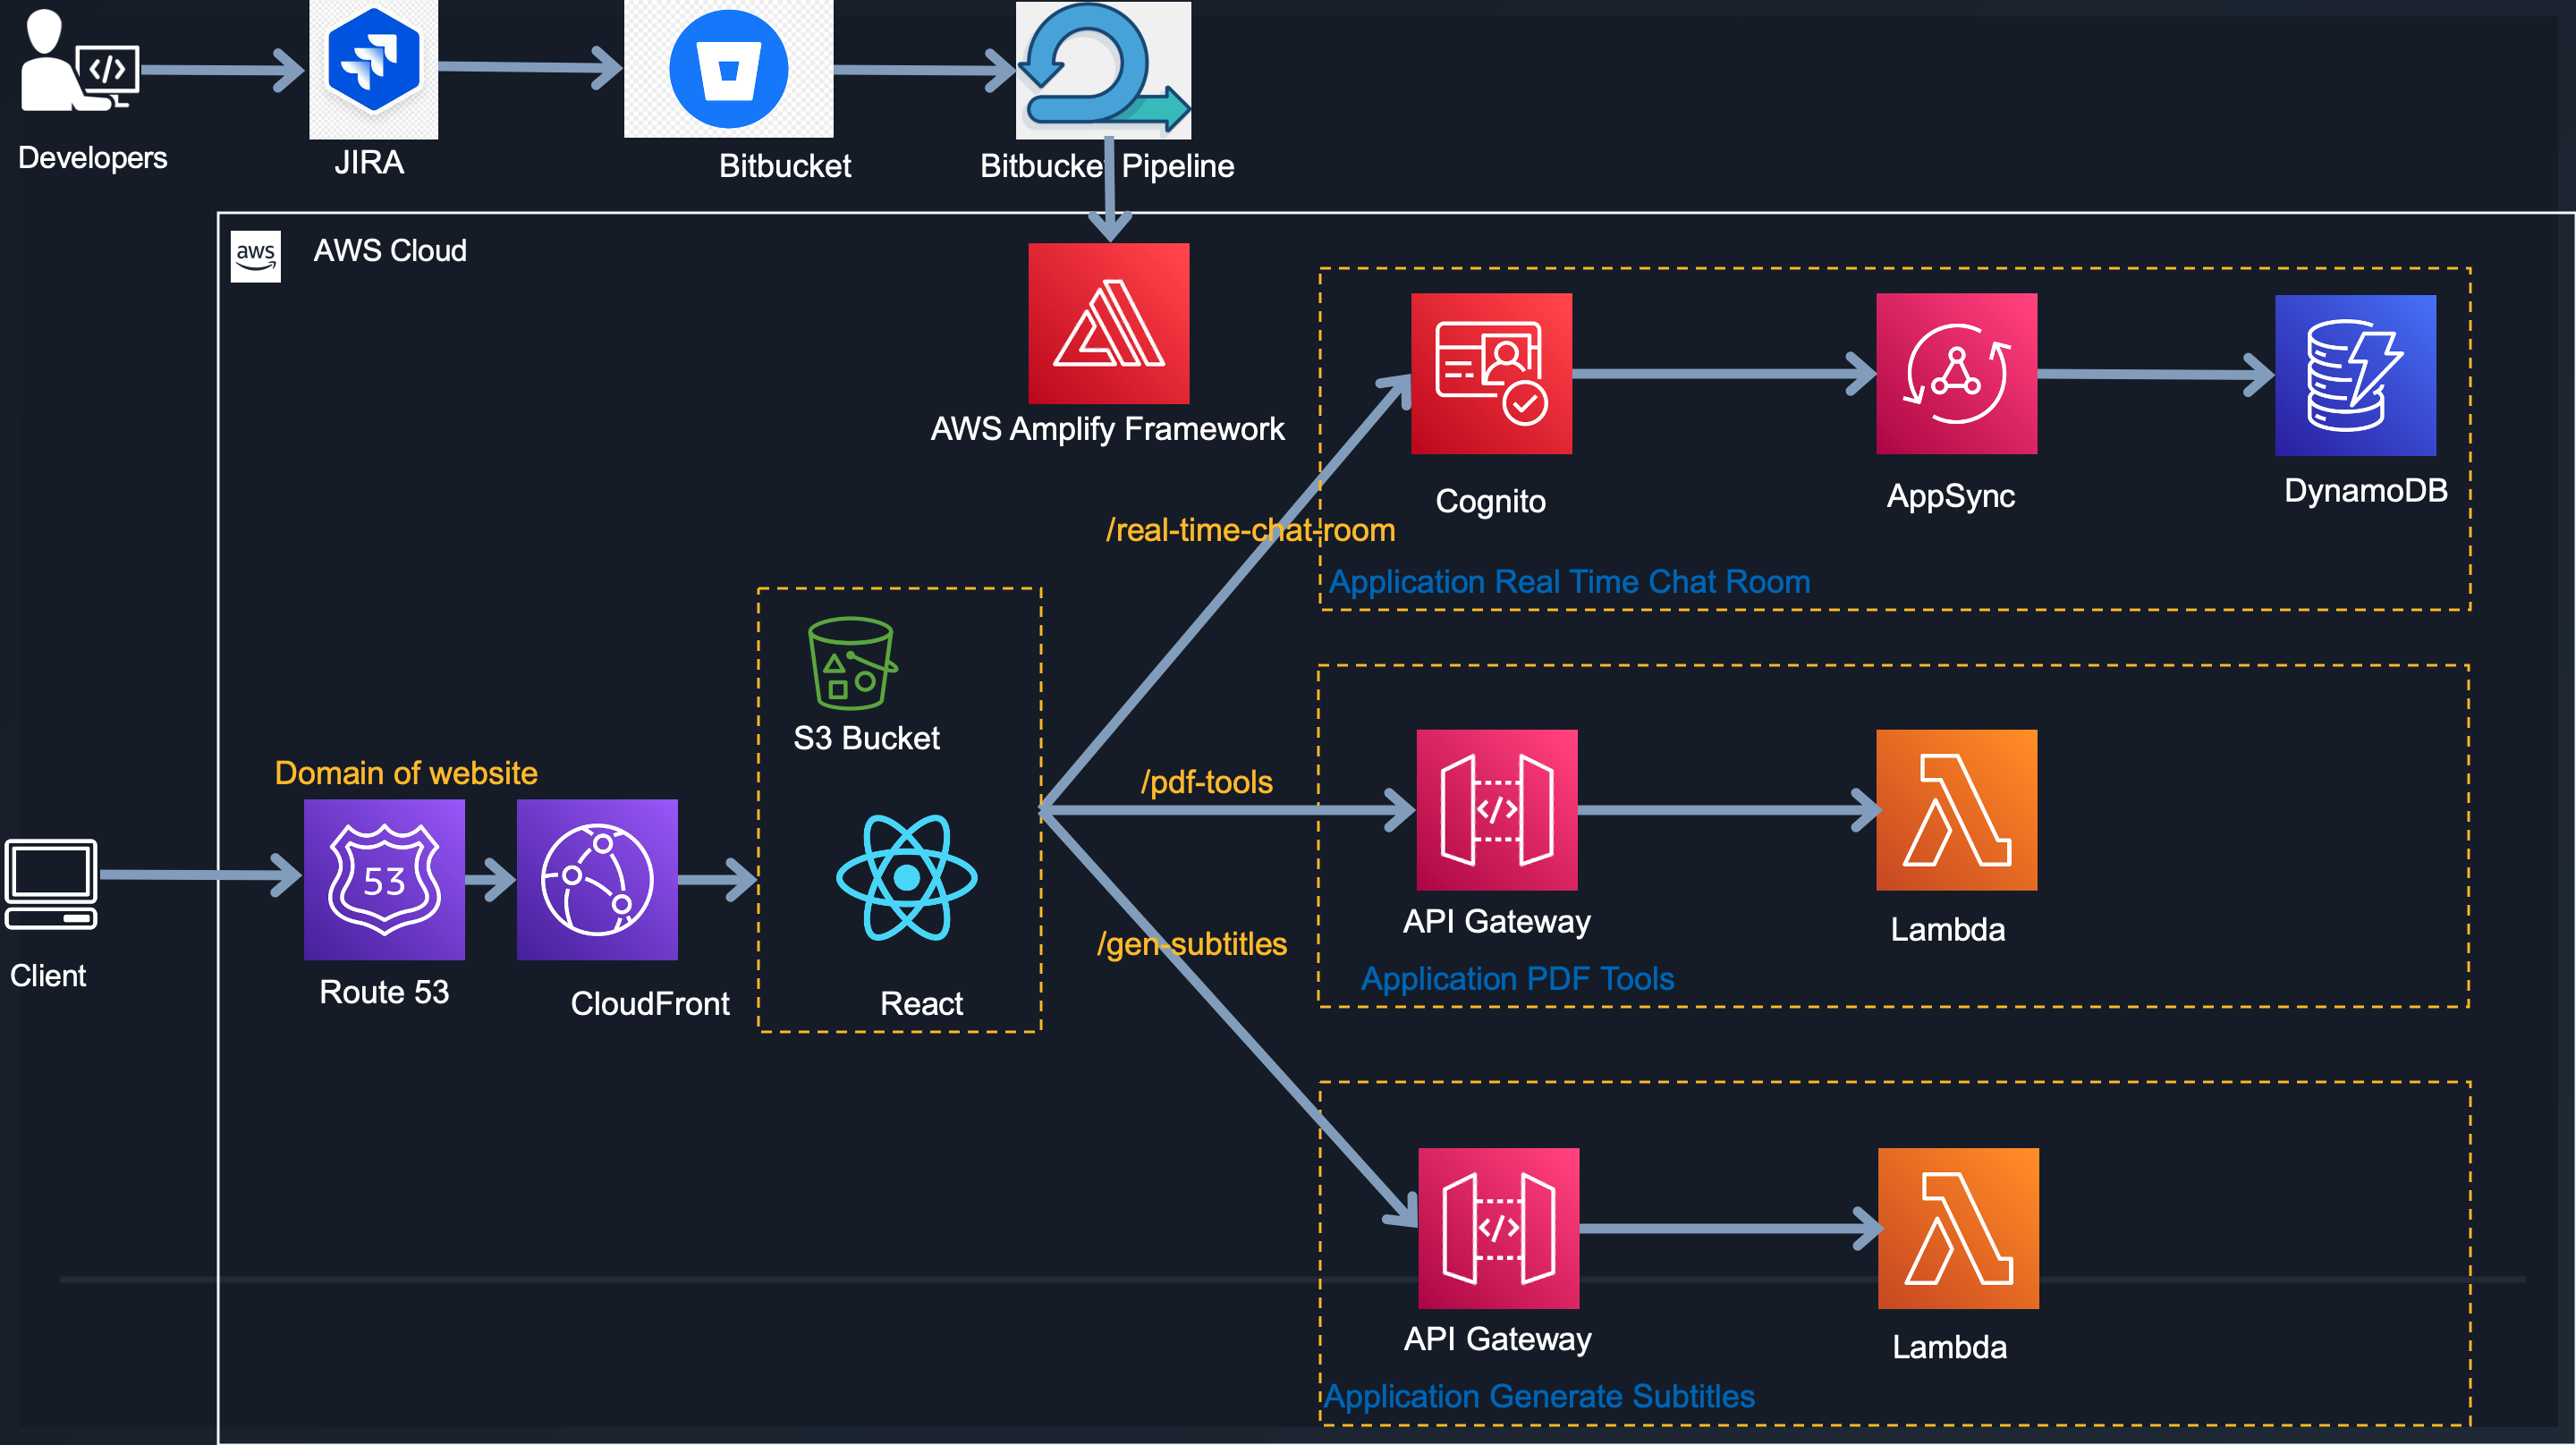 Developers
JIRA
Bitbucket
Bitbucket Pipeline
aws
AWS Cloud
AWS Amplify Framework
Cognito
AppSync
DynamoDB
/real-time-chat-room
Application Real Time Chat Room
S3 Bucket
Domain of website
/pdf-tools
53
</>
Client
Route 53
CloudFront
React
API Gateway
Lambda
/gen-subtitles
Application PDF Tools
</>
API Gateway
Lambda
Application Generate Subtitles